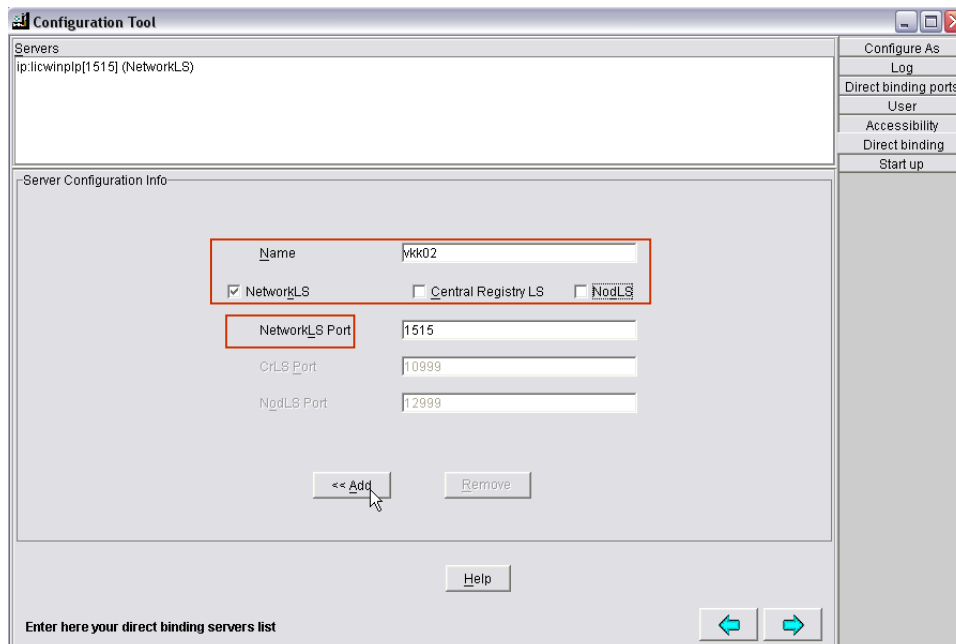 Configuration Tool
Servers
ip:licwinplp[1515] (NetworkLS)
Configure As
Log
Direct binding ports
User
Accessibility
Direct binding
Start up
Server Configuration Info
Name
vkk02
NetworkLS
Central Registry LS
NodLS
NetworkLS Port
1515
CrLS Port
10999
NodLS Port
12999
<< Add
Remove
Help
Enter here your direct binding servers list